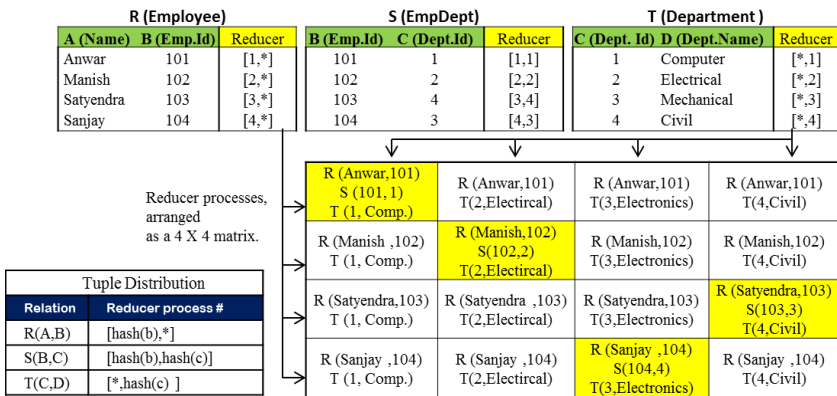 R (Employee)
S (EmpDept)
T (Department )
A (Name) B (Emp.Id) Reducer
B (Emp.Id) C (Dept.Id) Reducer
C (Dept. Id) D (Dept.Name) Reducer
Anwar 101 [1,*]
Manish 102 [2,*]
Satyendra 103 [3,*]
Sanjay 104 [4,*]
101 1 [1,1]
102 2 [2,2]
103 4 [3,4]
104 3 [4,3]
1 Computer [*,1]
2 Electrical [*,2]
3 Mechanical [*,3]
4 Civil [*,4]
Reducer processes,
arranged
as a 4 X 4 matrix.
R (Anwar,101)
S (101, 1)
T (1, Comp.)
R (Anwar,101)
T(2,Electircal)
R (Anwar,101)
T(3,Electronics)
R (Anwar,101)
T(4,Civil)
R (Manish ,102)
T (1, Comp.)
R (Manish,102)
S(102,2)
T(2,Electircal)
R (Manish,102)
T(3,Electronics)
R (Manish,102)
T(4,Civil)
R (Satyendra,103)
T (1, Comp.)
R (Satyendra ,103)
T(2,Electircal)
R (Satyendra,103)
T(3,Electronics)
R (Satyendra,103)
S(103,3)
T(4,Civil)
R (Sanjay ,104)
T (1, Comp.)
R (Sanjay ,104)
T(2,Electircal)
R (Sanjay ,104)
S(104,4)
T(3,Electronics)
R (Sanjay ,104)
T(4,Civil)
Tuple Distribution
Relation Reducer process #
R(A,B) [hash(b),*]
S(B,C) [hash(b),hash(c)]
T(C,D) [*,hash(c) ]